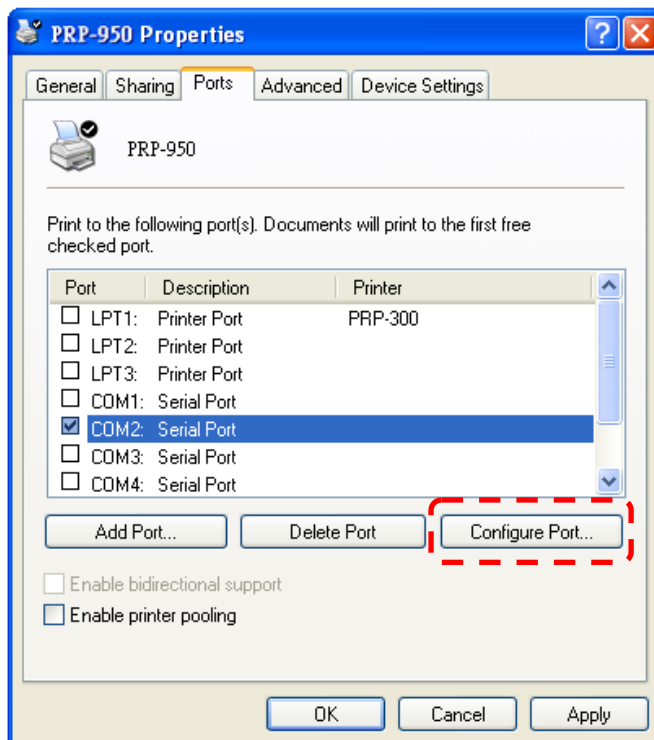 PRP-950 Properties
General Sharing Ports Advanced Device Settings
PRP-950
Print to the following port(s). Documents will print to the first free
checked port.
Port Description Printer
LPT1: Printer Port PRP-300
LPT2: Printer Port
LPT3: Printer Port
COM1: Serial Port
COM2: Serial Port
COM3: Serial Port
COM4: Serial Port
Add Port... Delete Port Configure Port...
Enable bidirectional support
Enable printer pooling
OK Cancel Apply